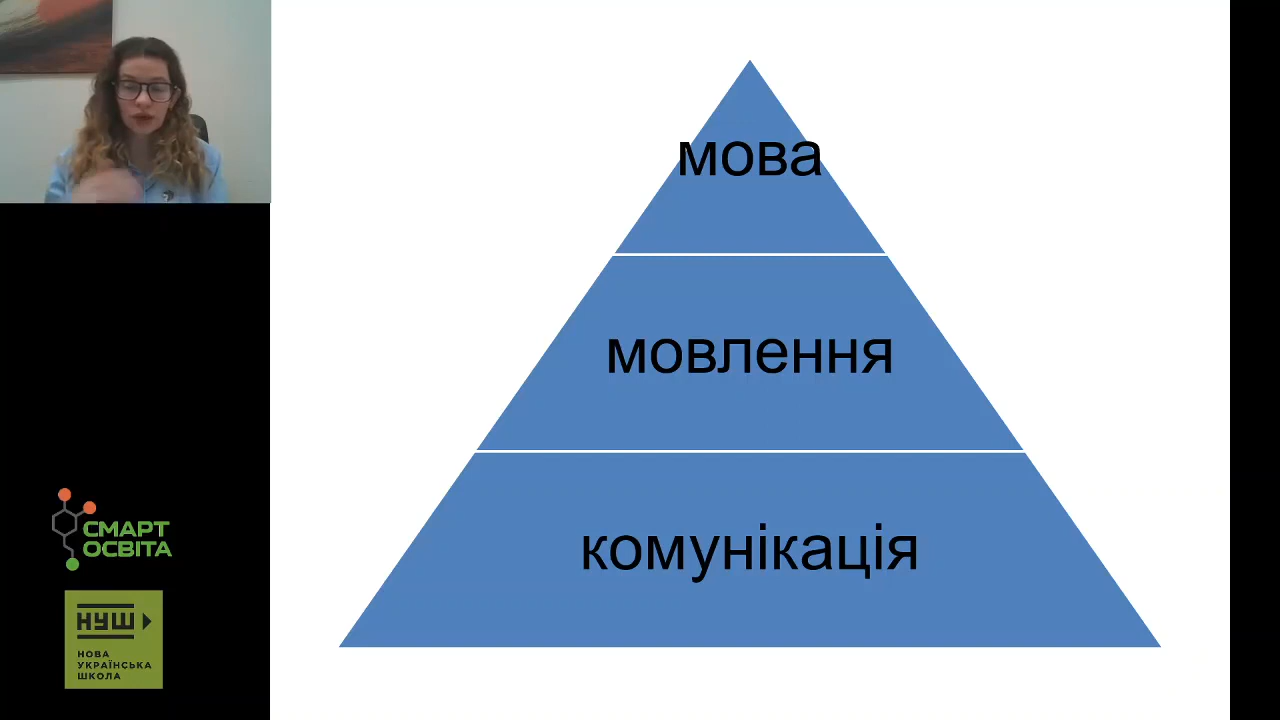 мова
мовлення
комунікація
СМАРТ
ОСВІТА
НУШ
НОВА
УКРАЇНСЬКА
ШКОЛА